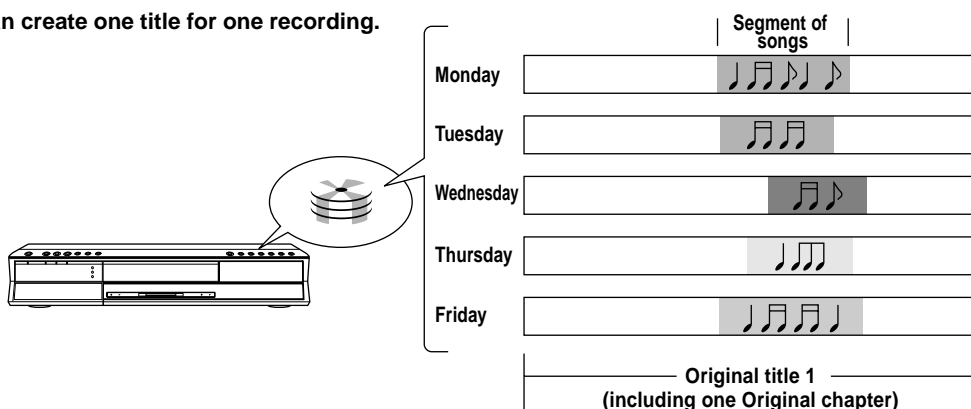 create one title for one recording.
Segment of
songs
Monday
Tuesday
Wednesday
Thursday
Friday
Original title 1
(including one Original chapter)